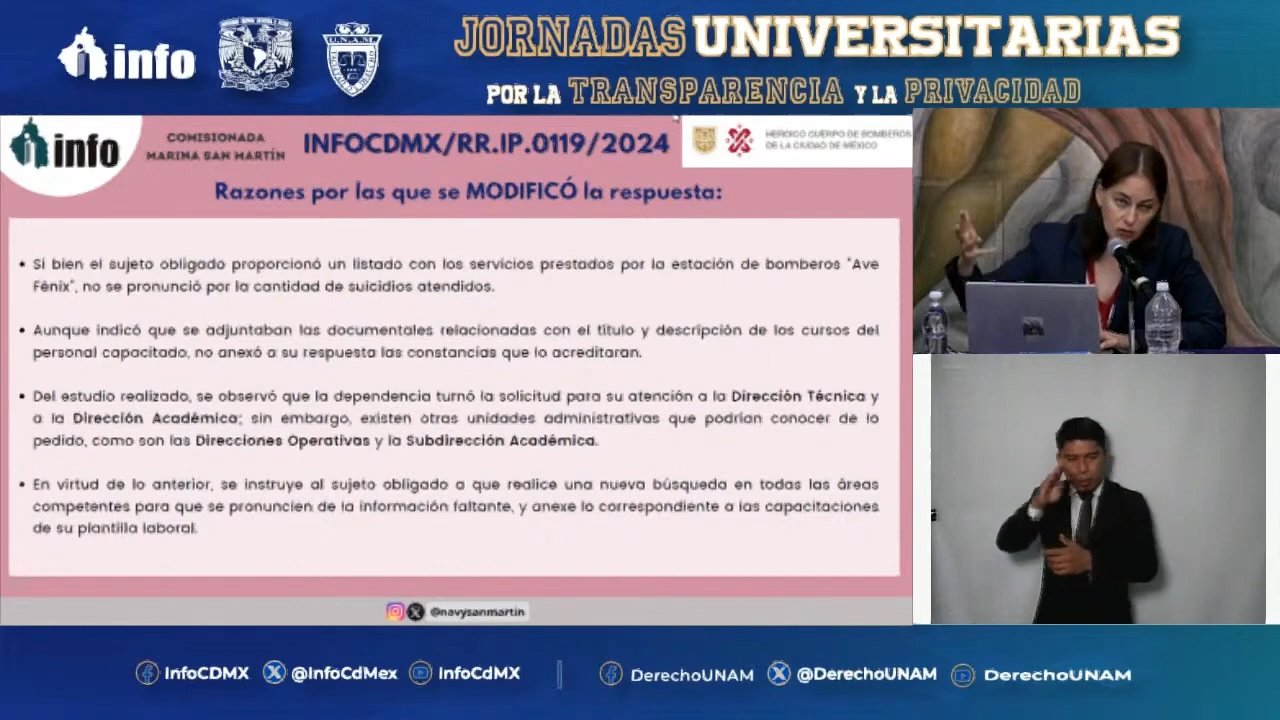 info
U.N.A.M.
JORNADAS UNIVERSITARIAS
POR LA TRANSPARENCIA Y LA PRIVACIDAD
info
COMISIONADA
MARINA SAN MARTÍN
INFOCDMX/RR.IP.0119/2024
HEROICO CUERPO DE BOMBEROS
DE LA CIUDAD DE MÉXICO
Razones por las que se MODIFICÓ la respuesta:
• Si bien el sujeto obligado proporcionó un listado con los servicios prestados por la estación de bomberos "Ave
Fénix", no se pronunció por la cantidad de suicidios atendidos.
• Aunque indicó que se adjuntaban las documentales relacionadas con el título y descripción de los cursos del
personal capacitado, no anexó a su respuesta las constancias que lo acreditaran.
• Del estudio realizado, se observó que la dependencia turnó la solicitud para su atención a la Dirección Técnica y
a la Dirección Académica; sin embargo, existen otras unidades administrativas que podrían conocer de lo
pedido, como son las Direcciones Operativas y la Subdirección Académica.
• En virtud de lo anterior, se instruye al sujeto obligado a que realice una nueva búsqueda en todas las áreas
competentes para que se pronuncien de la información faltante, y anexe lo correspondiente a las capacitaciones
de su plantilla laboral.
@navysanmartin
InfoCDMX @InfoCdMex InfoCdMX DerechoUNAM @DerechoUNAM DerechoUNAM